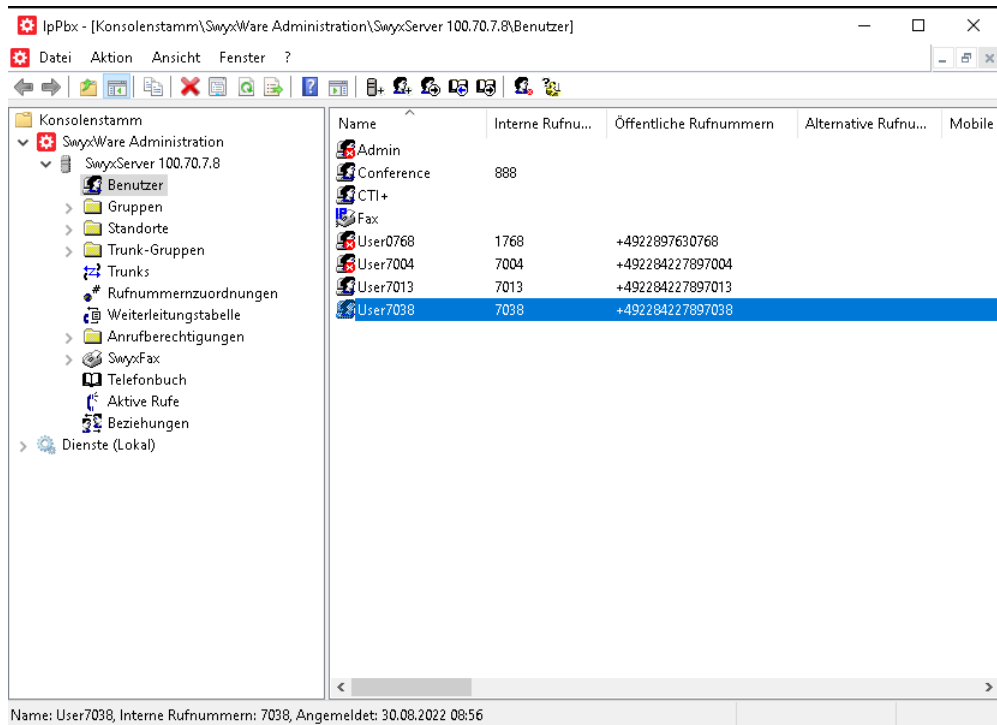 IpPbx - [Konsolenstamm\SwyxWare Administration\SwyxServer 100.70.7.8\Benutzer]
Datei Aktion Ansicht Fenster ?
Konsolenstamm
SwyxWare Administration
SwyxServer 100.70.7.8
Benutzer
Gruppen
Standorte
Trunk-Gruppen
Trunks
Rufnummernzuordnungen
Weiterleitungstabelle
Anrufberechtigungen
SwyxFax
Telefonbuch
Aktive Rufe
Beziehungen
Dienste (Lokal)
Name Interne Rufnu... Öffentliche Rufnummern Alternative Rufnu... Mobile
Admin
Conference 888
CTI+
Fax
User0768 1768 +4922897630768
User7004 7004 +492284227897004
User7013 7013 +492284227897013
User7038 7038 +492284227897038
Name: User7038, Interne Rufnummern: 7038, Angemeldet: 30.08.2022 08:56